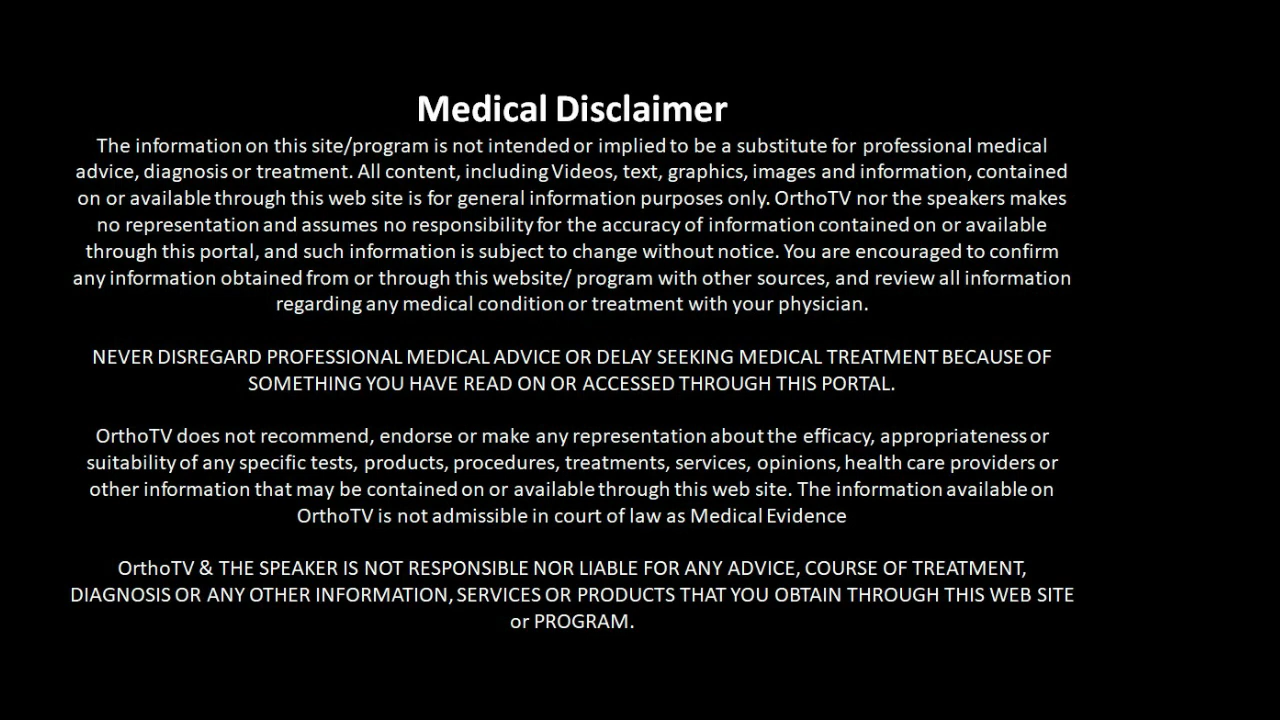 Medical Disclaimer
The information on this site/program is not intended or implied to be a substitute for professional medical
advice, diagnosis or treatment. All content, including Videos, text, graphics, images and information, contained
on or available through this web site is for general information purposes only. OrthoTV nor the speakers makes
no representation and assumes no responsibility for the accuracy of information contained on or available
through this portal, and such information is subject to change without notice. You are encouraged to confirm
any information obtained from or through this website/ program with other sources, and review all information
regarding any medical condition or treatment with your physician.
NEVER DISREGARD PROFESSIONAL MEDICAL ADVICE OR DELAY SEEKING MEDICAL TREATMENT BECAUSE OF
SOMETHING YOU HAVE READ ON OR ACCESSED THROUGH THIS PORTAL.
OrthoTV does not recommend, endorse or make any representation about the efficacy, appropriateness or
suitability of any specific tests, products, procedures, treatments, services, opinions, health care providers or
other information that may be contained on or available through this web site. The information available on
OrthoTV is not admissible in court of law as Medical Evidence
OrthoTV & THE SPEAKER IS NOT RESPONSIBLE NOR LIABLE FOR ANY ADVICE, COURSE OF TREATMENT,
DIAGNOSIS OR ANY OTHER INFORMATION, SERVICES OR PRODUCTS THAT YOU OBTAIN THROUGH THIS WEB SITE
or PROGRAM.